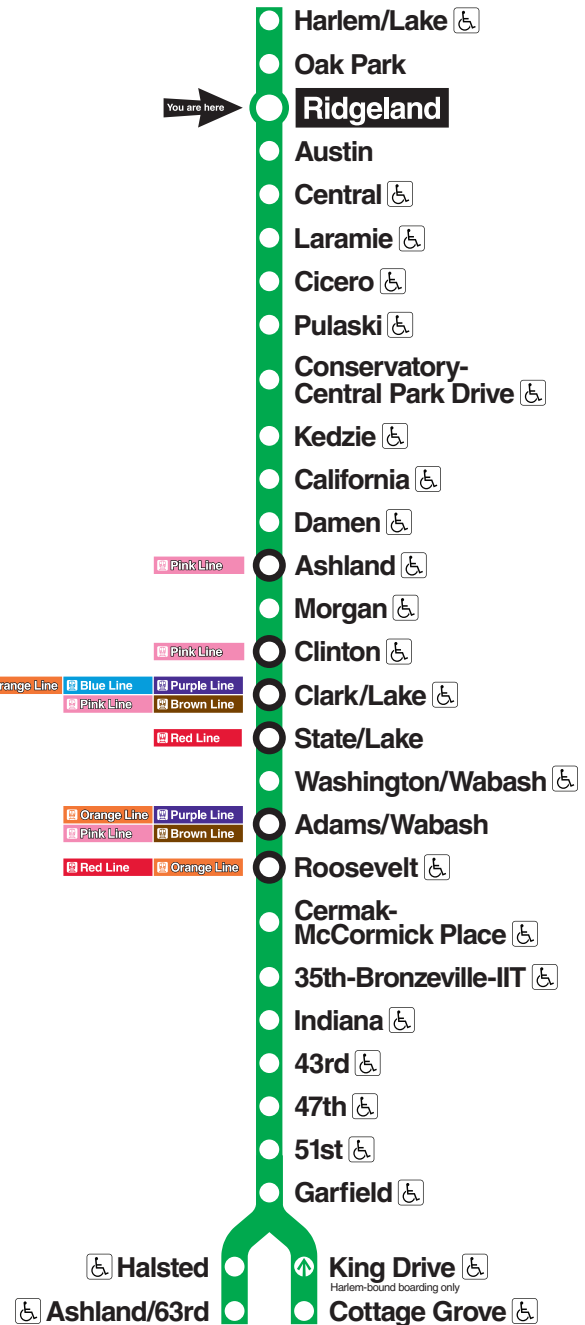 Harlem/Lake
Oak Park
You are here
Ridgeland
Austin
Central
Laramie
Cicero
Pulaski
Conservatory-
Central Park Drive
Kedzie
California
Damen
Pink Line Ashland
Morgan
Pink Line Clinton
range Line Blue Line Purple Line
Pink Line Brown Line
Clark/Lake
Red Line State/Lake
Washington/Wabash
Orange Line Purple Line
Pink Line Brown Line
Adams/Wabash
Red Line Orange Line Roosevelt
Cermak-
McCormick Place
35th-Bronzeville-IIT
Indiana
43rd
47th
51st
Garfield
Halsted
King Drive
Harlem-bound boarding only
Ashland/63rd
Cottage Grove